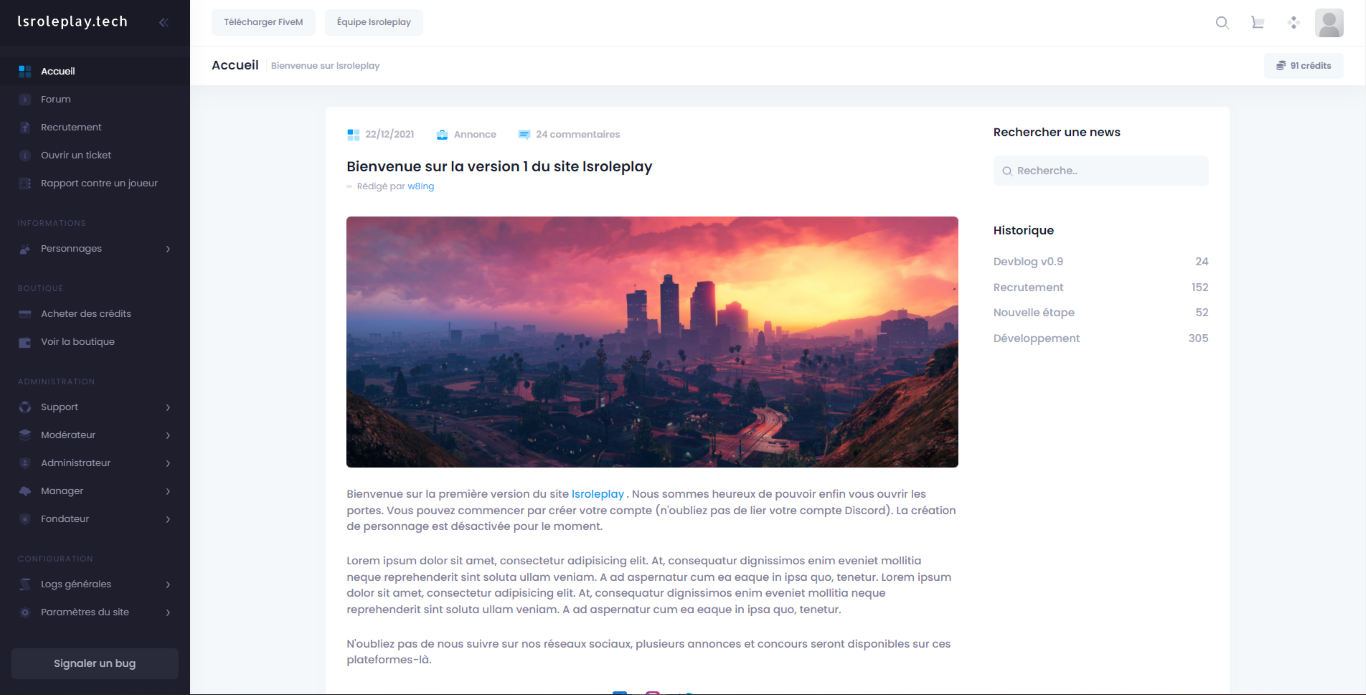 lsroleplay.tech
Accueil
Forum
Recrutement
Ouvrir un ticket
Rapport contre un joueur
INFORMATIONS
Personnages
BOUTIQUE
Acheter des crédits
Voir la boutique
ADMINISTRATION
Support
Modérateur
Administrateur
Manager
Fondateur
CONFIGURATION
Logs générales
Paramètres du site
Signaler un bug
Télécharger FiveM
Équipe lsroleplay
Accueil
Bienvenue sur lsroleplay
91 crédits
22/12/2021
Annonce
24 commentaires
Bienvenue sur la version 1 du site lsroleplay
Rédigé par w8ing
Bienvenue sur la première version du site lsroleplay . Nous sommes heureux de pouvoir enfin vous ouvrir les
portes. Vous pouvez commencer par créer votre compte (n'oubliez pas de lier votre compte Discord). La création
de personnage est désactivée pour le moment.
Lorem ipsum dolor sit amet, consectetur adipisicing elit. At, consequatur dignissimos enim eveniet mollitia
neque reprehenderit sint soluta ullam veniam. A ad aspernatur cum ea eaque in ipsa quo, tenetur. Lorem ipsum
dolor sit amet, consectetur adipisicing elit. At, consequatur dignissimos enim eveniet mollitia neque
reprehenderit sint soluta ullam veniam. A ad aspernatur cum ea eaque in ipsa quo, tenetur.
N'oubliez pas de nous suivre sur nos réseaux sociaux, plusieurs annonces et concours seront disponibles sur ces
plateformes-là.
Rechercher une news
Recherche..
Historique
Devblog v0.9 24
Recrutement 152
Nouvelle étape 52
Développement 305